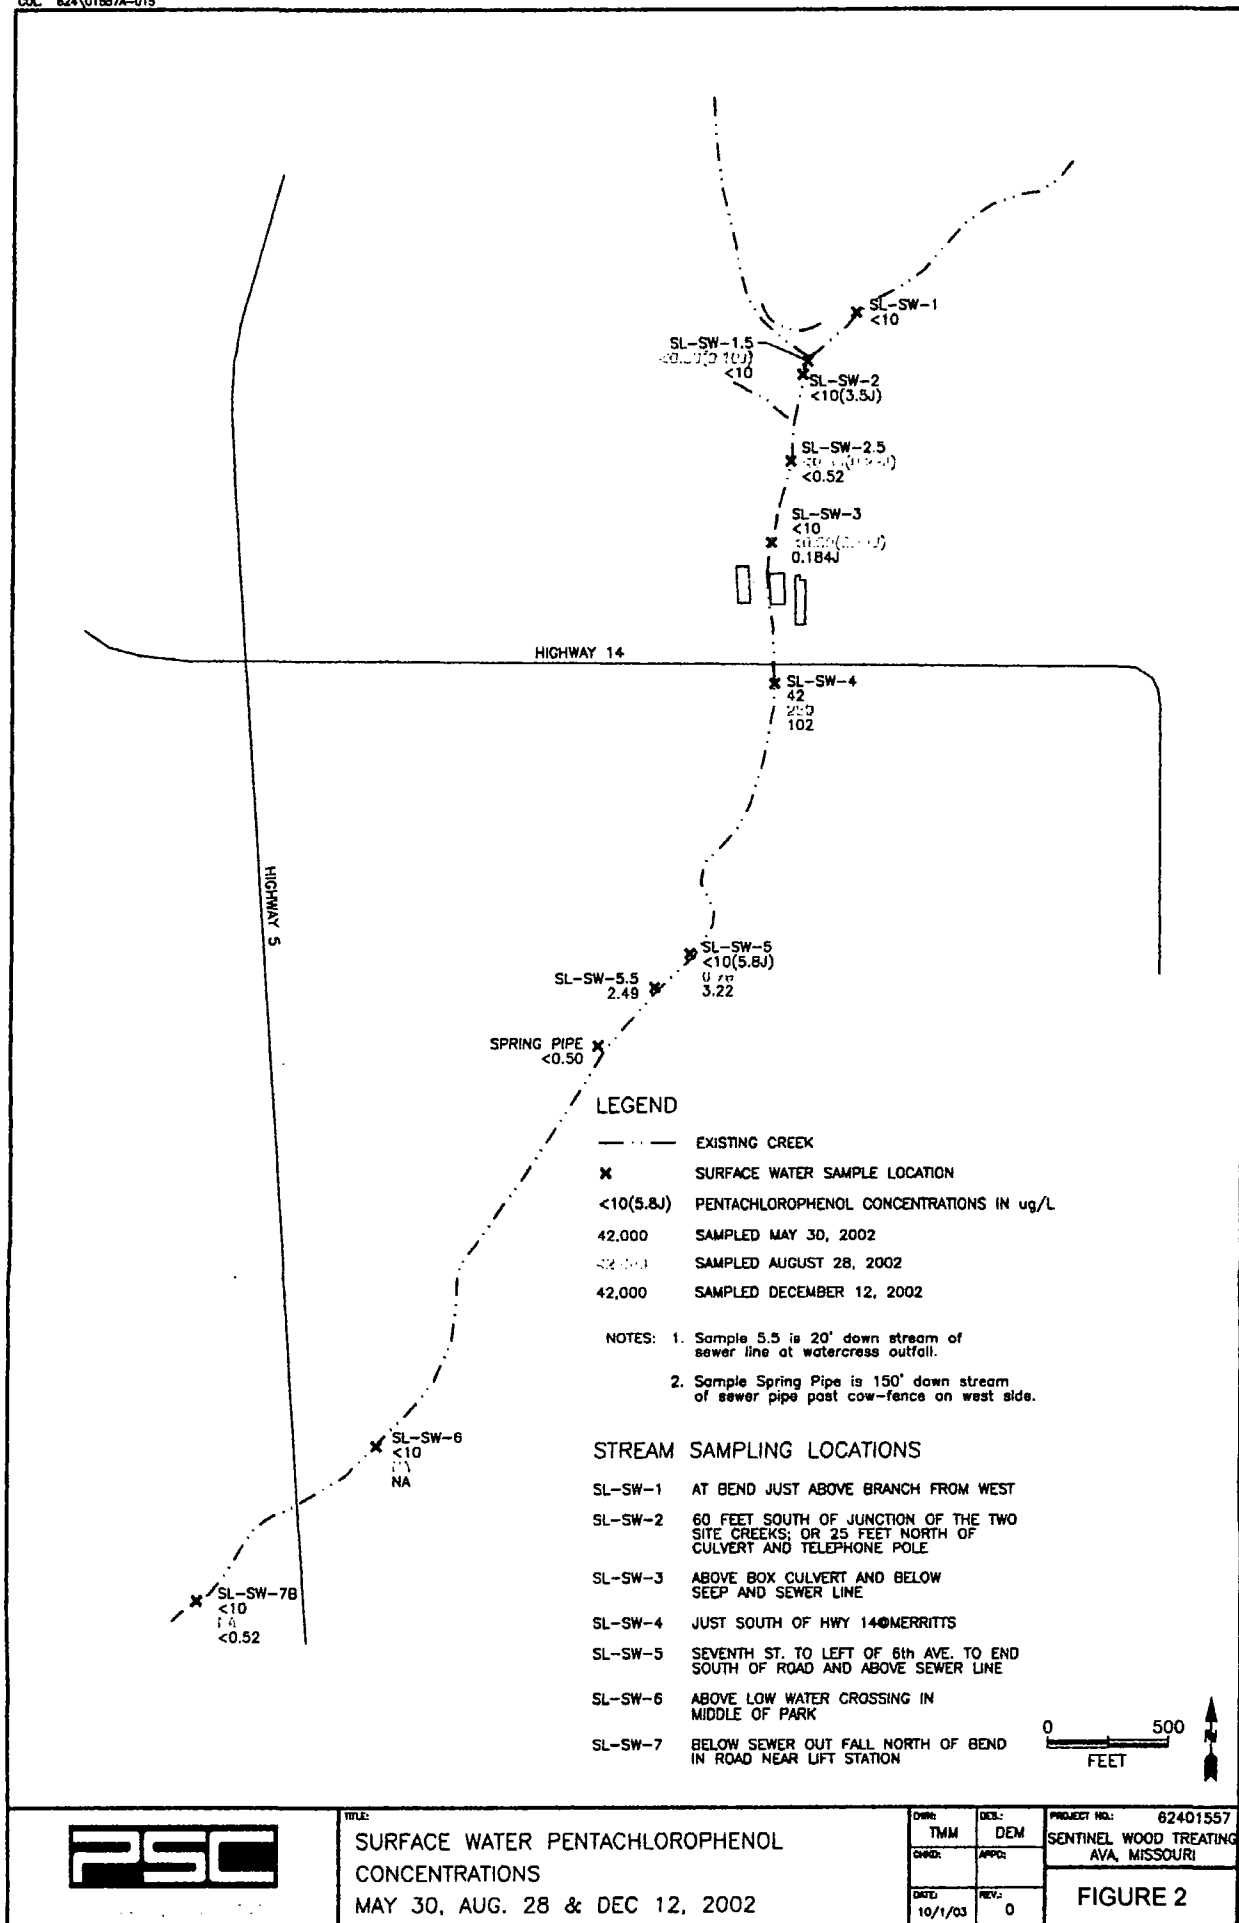 SL-SW-1
<10
SL-SW-1.5
<10
SL-SW-2
<10(3.5J)
SL-SW-2.5
<0.52
SL-SW-3
<10
0.184J
HIGHWAY 14
SL-SW-4
42
102
HIGHWAY 5
SL-SW-5
<10(5.8J)
3.22
SL-SW-5.5
2.49
SPRING PIPE
<0.50
LEGEND
EXISTING CREEK
SURFACE WATER SAMPLE LOCATION
<10(5.8J) PENTACHLOROPHENOL CONCENTRATIONS IN ug/L
42,000 SAMPLED MAY 30, 2002
SAMPLED AUGUST 28, 2002
42,000 SAMPLED DECEMBER 12, 2002
NOTES: 1. Sample 5.5 is 20' down stream of
sewer line at watercress outfall.
2. Sample Spring Pipe is 150' down stream
of sewer pipe past cow-fence on west side.
SL-SW-6
<10
NA
SL-SW-7B
<10
<0.52
STREAM SAMPLING LOCATIONS
SL-SW-1 AT BEND JUST ABOVE BRANCH FROM WEST
SL-SW-2 60 FEET SOUTH OF JUNCTION OF THE TWO
SITE CREEKS; OR 25 FEET NORTH OF
CULVERT AND TELEPHONE POLE
SL-SW-3 ABOVE BOX CULVERT AND BELOW
SEEP AND SEWER LINE
SL-SW-4 JUST SOUTH OF HWY 14@MERRITTS
SL-SW-5 SEVENTH ST. TO LEFT OF 6th AVE. TO END
SOUTH OF ROAD AND ABOVE SEWER LINE
SL-SW-6 ABOVE LOW WATER CROSSING IN
MIDDLE OF PARK
SL-SW-7 BELOW SEWER OUT FALL NORTH OF BEND
IN ROAD NEAR LIFT STATION
0 500
FEET
N
PSC
TITLE:
SURFACE WATER PENTACHLOROPHENOL
CONCENTRATIONS
MAY 30, AUG. 28 & DEC 12, 2002
DWN: TMM
DES.: DEM
CHKD:
APPD:
DATE: 10/1/03
REV.: 0
PROJECT NO.: 62401557
SENTINEL WOOD TREATING
AVA, MISSOURI
FIGURE 2